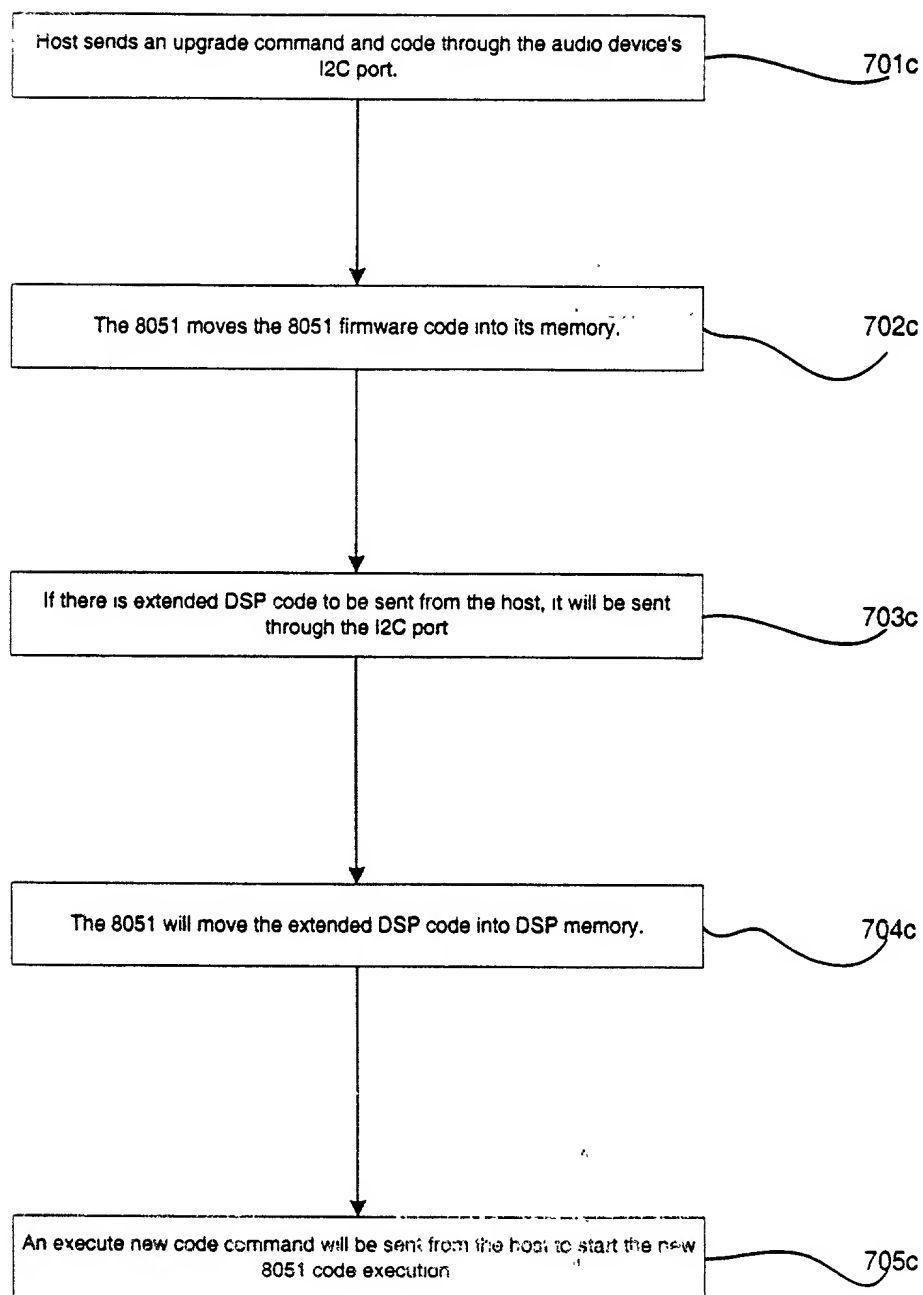 Host sends an upgrade command and code through the audio device's
I2C port.
701c
The 8051 moves the 8051 firmware code into its memory.
702c
If there is extended DSP code to be sent from the host, it will be sent
through the I2C port
703c
The 8051 will move the extended DSP code into DSP memory.
704c
An execute new code command will be sent from the host to start the new
8051 code execution
705c